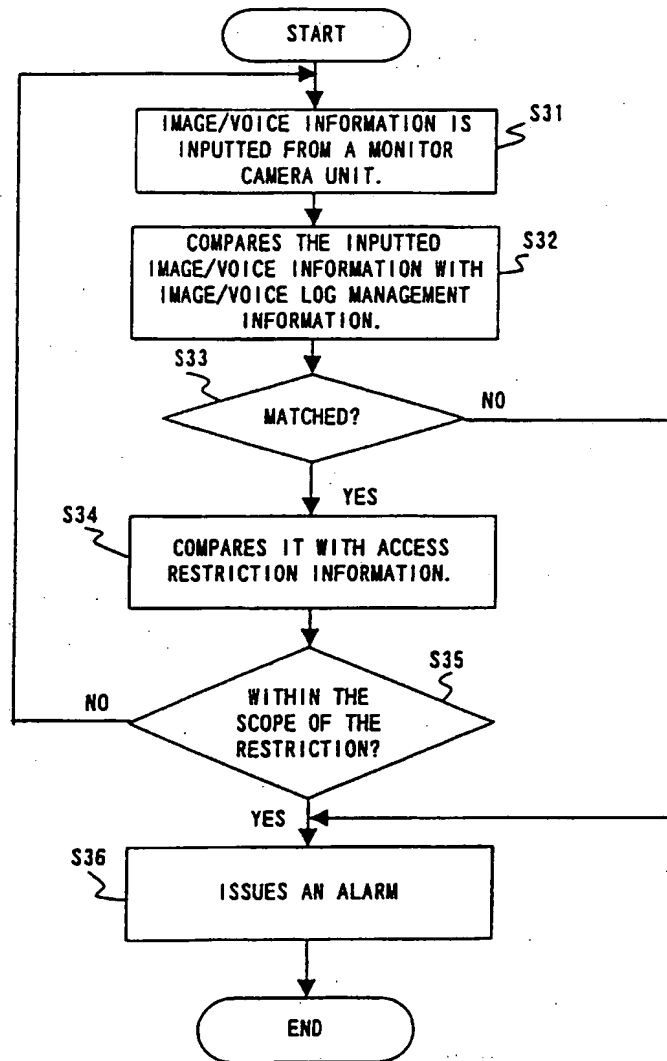 START
S31
IMAGE/VOICE INFORMATION IS
INPUTTED FROM A MONITOR
CAMERA UNIT.
S32
COMPARES THE INPUTTED
IMAGE/VOICE INFORMATION WITH
IMAGE/VOICE LOG MANAGEMENT
INFORMATION.
S33
MATCHED?
NO
YES
S34
COMPARES IT WITH ACCESS
RESTRICTION INFORMATION.
S35
NO
WITHIN THE
SCOPE OF THE
RESTRICTION?
YES
S36
ISSUES AN ALARM
END